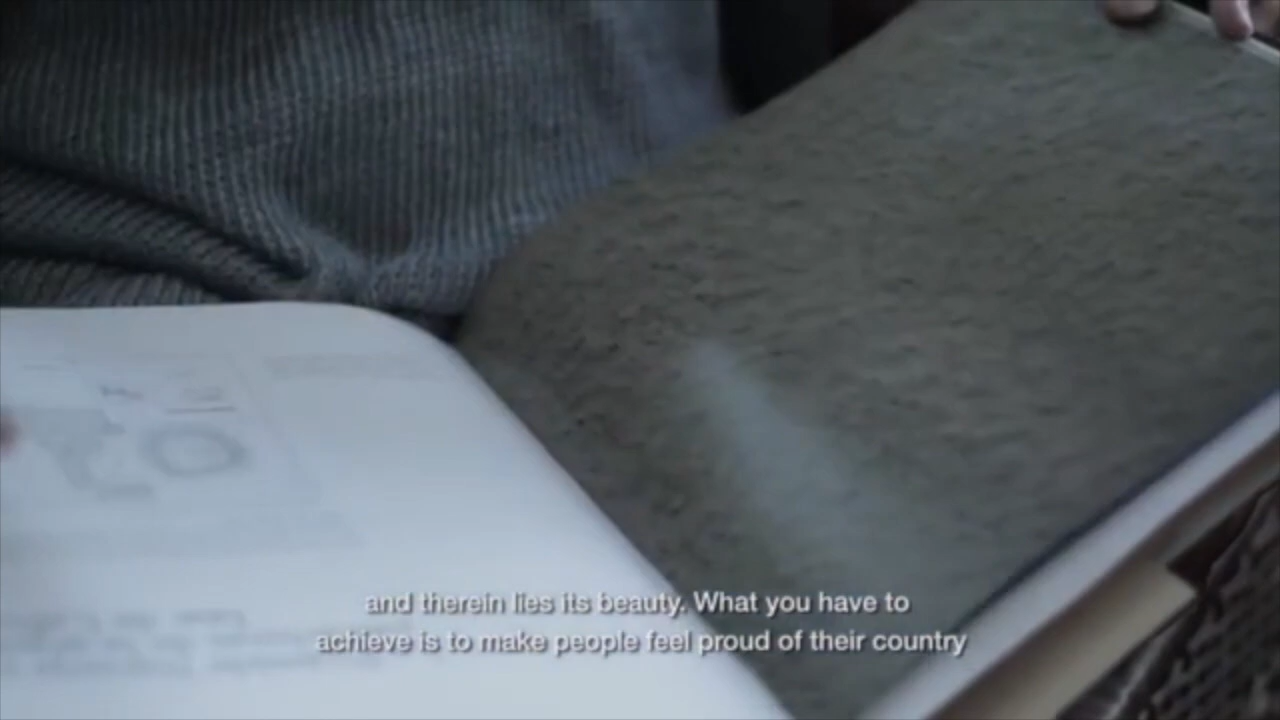 and therein lies its beauty. What you have to
achieve is to make people feel proud of their country